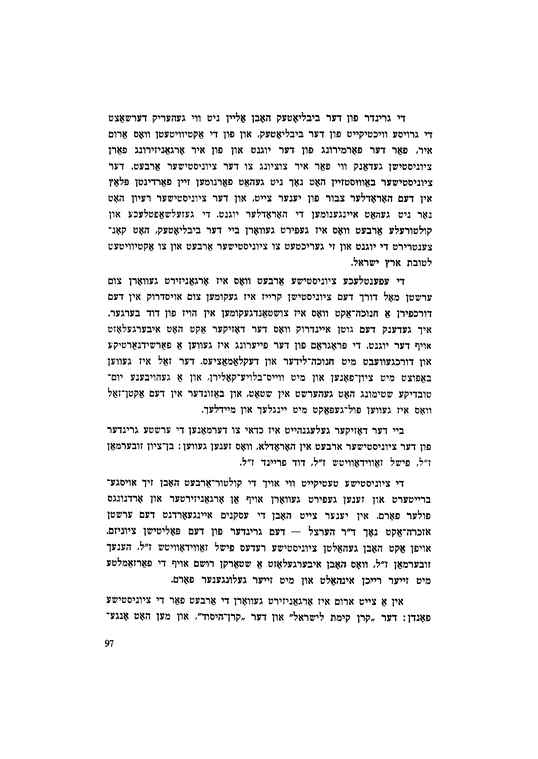 די גרינדער פון דער ביבליאָטעק האָבן אַליין ניט ווי געהעריק דערשאַצט
די גרויסע וויכטיקייט פון דער ביבליאָטעק, און פון די אַקטיוויטעטן וואָס אַרום
איר, פאַר דער פאָרמירונג פון דער יוגנט און פון איר אָרגאַניזירונג פאַרן
ציוניסטישן געדאַנק ווי פאַר איר צוציונג צו דער ציוניסטישער אַרבעט. דער
ציוניסטישער באַוווּסטזיין האָט נאָך ניט געהאַט פאַרנומען זיין פאַרדינטן פּלאַץ
אין דעם האָראָדלער צבור פון יענער צייט, און דער ציוניסטישער רעיון האָט
נאָך ניט געהאַט איינגענומען די האָראָדלער יוגנט. די געזעלשאַפטלעכע און
קולטורעלע אַרבעט וואָס איז געפירט געוואָרן ביי דער ביבליאָטעק, האָט קאָנ־
צענטרירט די יוגנט און זי געריכטעט צו ציוניסטישער אַרבעט און צו אַקטיוויטעט
לטובת ארץ ישראל.
די עפענטלעכע ציוניסטישע אַרבעט וואָס איז אָרגאַניזירט געוואָרן צום
ערשטן מאָל דורך דעם ציוניסטישן קרייז איז געקומען צום אויסדרוק אין דעם
דורכפירן אַ חנוכה־אַקט וואָס איז צושטאַנדגעקומען אין הויז פון דוד בערגער.
איך געדענק דעם גוטן איינדרוק וואָס דער דאָזיקער אַקט האָט איבערגעלאָזט
אויף דער יוגנט. די פּראָגראַם פון דער פייערונג איז געווען אַ פאַרשידנאַרטיקע
און דורכגעוועבט מיט חנוכה־לידער און דעקלאַמאַציעס. דער זאַל איז געווען
באַפּוצט מיט ציון־פאָנען און מיט ווייס־בלויע־קאָלירן, און אַ געהויבענע יום־
טובדיקע שטימונג האָט געהערשט אין שטאָט, און באַזונדער אין דעם אַקטן־זאַל
וואָס איז געווען פול־געפּאַקט מיט יינגלעך און מיידלעך.
ביי דער דאָזיקער געלעגנהייט איז כדאי צו דערמאָנען די ערשטע גרינדער
פון דער ציוניסטישער ארבעט אין האָראָדלאָ, וואָס זענען געווען: בן־ציון זובערמאַן
ז״ל, פישל זאַווידאָוויטש ז״ל, דוד פריינד ז״ל.
די ציוניסטישע טעטיקייט ווי אויך די קולטור־אַרבעט האָבן זיך אויסגע־
ברייטערט און זענען געפירט געוואָרן אויף אַן אָרגאַניזירטער און אָרדנונגס
פולער פאָרם. אין יענער צייט האָבן די עסקנים איינגעאָרדנט דעם ערשטן
אזכרה־אַקט נאָך ד״ר הערצל — דעם גרינדער פון דעם פּאָליטישן ציוניזם.
אויפן אַקט האָבן געהאַלטן ציוניסטישע רעדעס פישל זאַווידאָוויטש ז״ל, הענעך
זובערמאַן ז״ל, וואָס האָבן איבערגעלאָזט אַ שטאַרקן רושם אויף די פאַרזאַמלטע
מיט זייער רייכן אינהאַלט און מיט זייער געלונגענער פאָרם.
אין אַ צייט ארום איז אָרגאַניזירט געוואָרן די אַרבעט פאַר די ציוניסטישע
פאָנדן: דער „קרן קימת לישראל״ און דער „קרן־היסוד״, און מען האָט אָנגע־
97